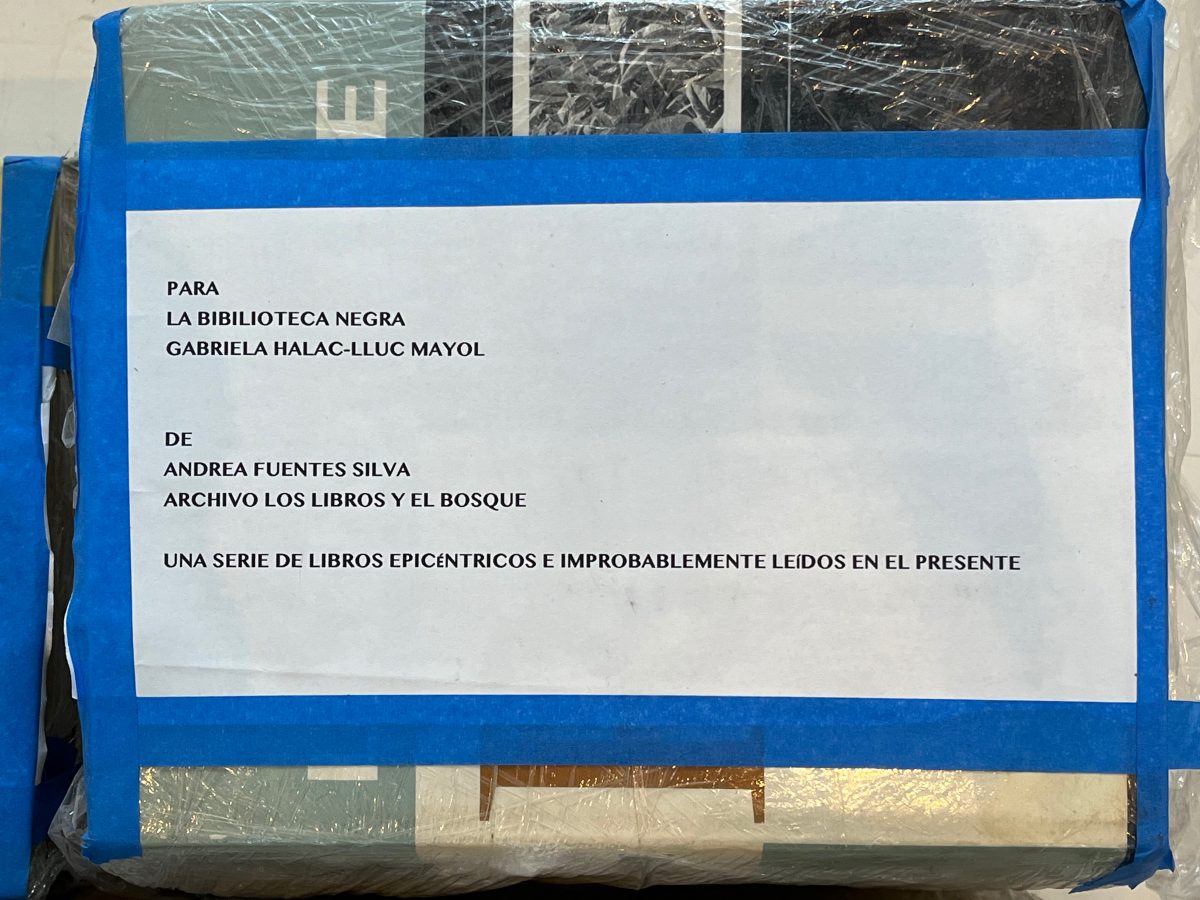 E
PARA
LA BIBILIOTECA NEGRA
GABRIELA HALAC-LLUC MAYOL
DE
ANDREA FUENTES SILVA
ARCHIVO LOS LIBROS Y EL BOSQUE
UNA SERIE DE LIBROS EPICéNTRICOS E IMPROBABLEMENTE LEíDOS EN EL PRESENTE